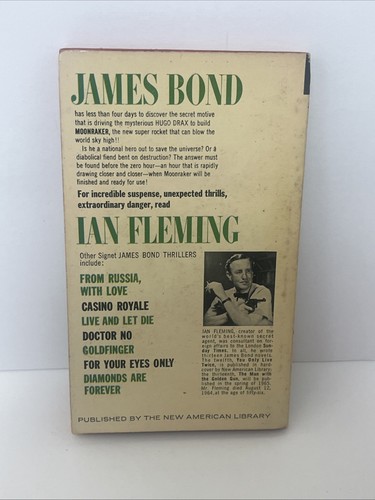 JAMES BOND
has less than four days to discover the secret motive
that is driving the mysterious HUGO DRAX to build
MOONRAKER, the new super rocket that can blow the
world sky high!!
Is he a national hero out to save the universe? Or a
diabolical fiend bent on destruction? The answer must
be found before the zero hour—an hour that is rapidly
drawing closer and closer—when Moonraker will be
finished and ready for use!
For incredible suspense, unexpected thrills,
extraordinary danger, read
IAN FLEMING
Other Signet JAMES BOND THRILLERS
include:
FROM RUSSIA,
WITH LOVE
CASINO ROYALE
LIVE AND LET DIE
DOCTOR NO
GOLDFINGER
FOR YOUR EYES ONLY
DIAMONDS ARE
FOREVER
IAN FLEMING, creator of the
world's best-known secret
agent, was consultant on for-
eign affairs to the London Sun-
day Times. In all, he wrote
thirteen James Bond novels.
The twelfth, You Only Live
Twice, is published in hard-
cover by New American Library;
the thirteenth, The Man with
the Golden Gun, will be pub-
lished in the spring of 1965.
Mr. Fleming died August 12,
1964, at the age of fifty-six.
PUBLISHED BY THE NEW AMERICAN LIBRARY